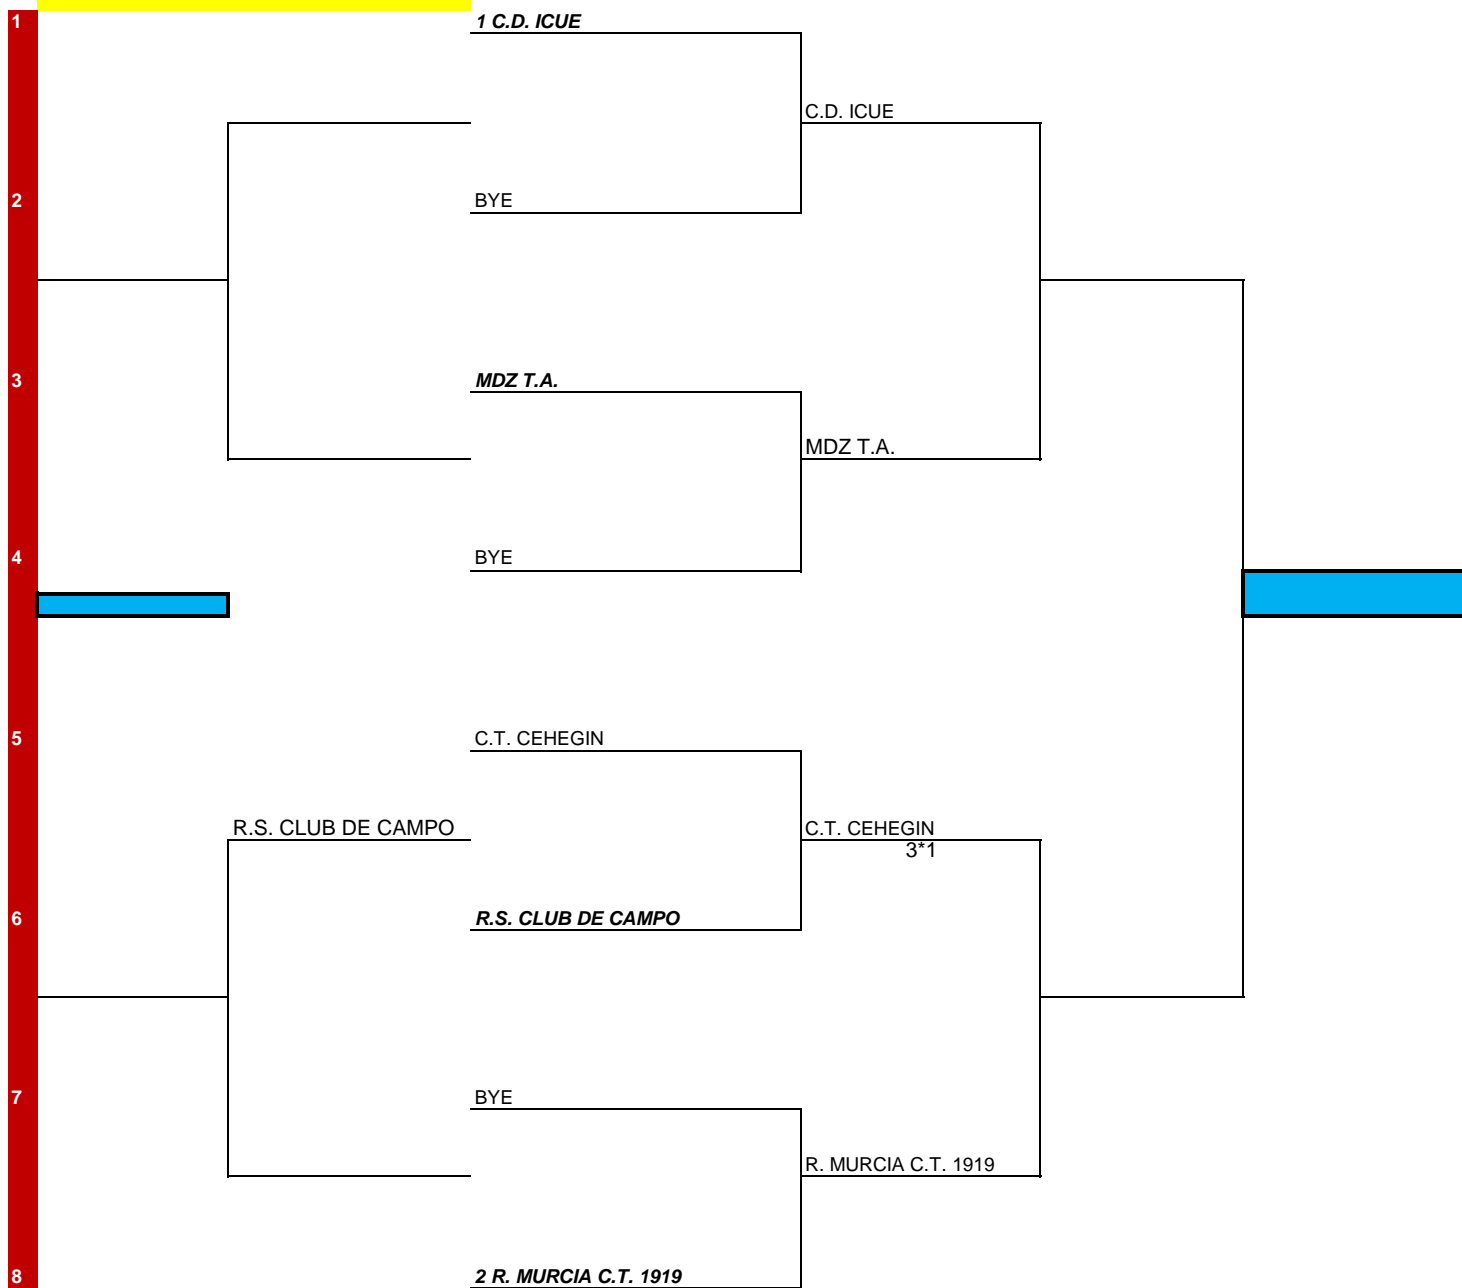 1
1 C.D. ICUE
C.D. ICUE
2
BYE
3
MDZ T.A.
MDZ T.A.
4
BYE
5
C.T. CEHEGIN
R.S. CLUB DE CAMPO
C.T. CEHEGIN
3*1
6
R.S. CLUB DE CAMPO
7
BYE
R. MURCIA C.T. 1919
8
2 R. MURCIA C.T. 1919